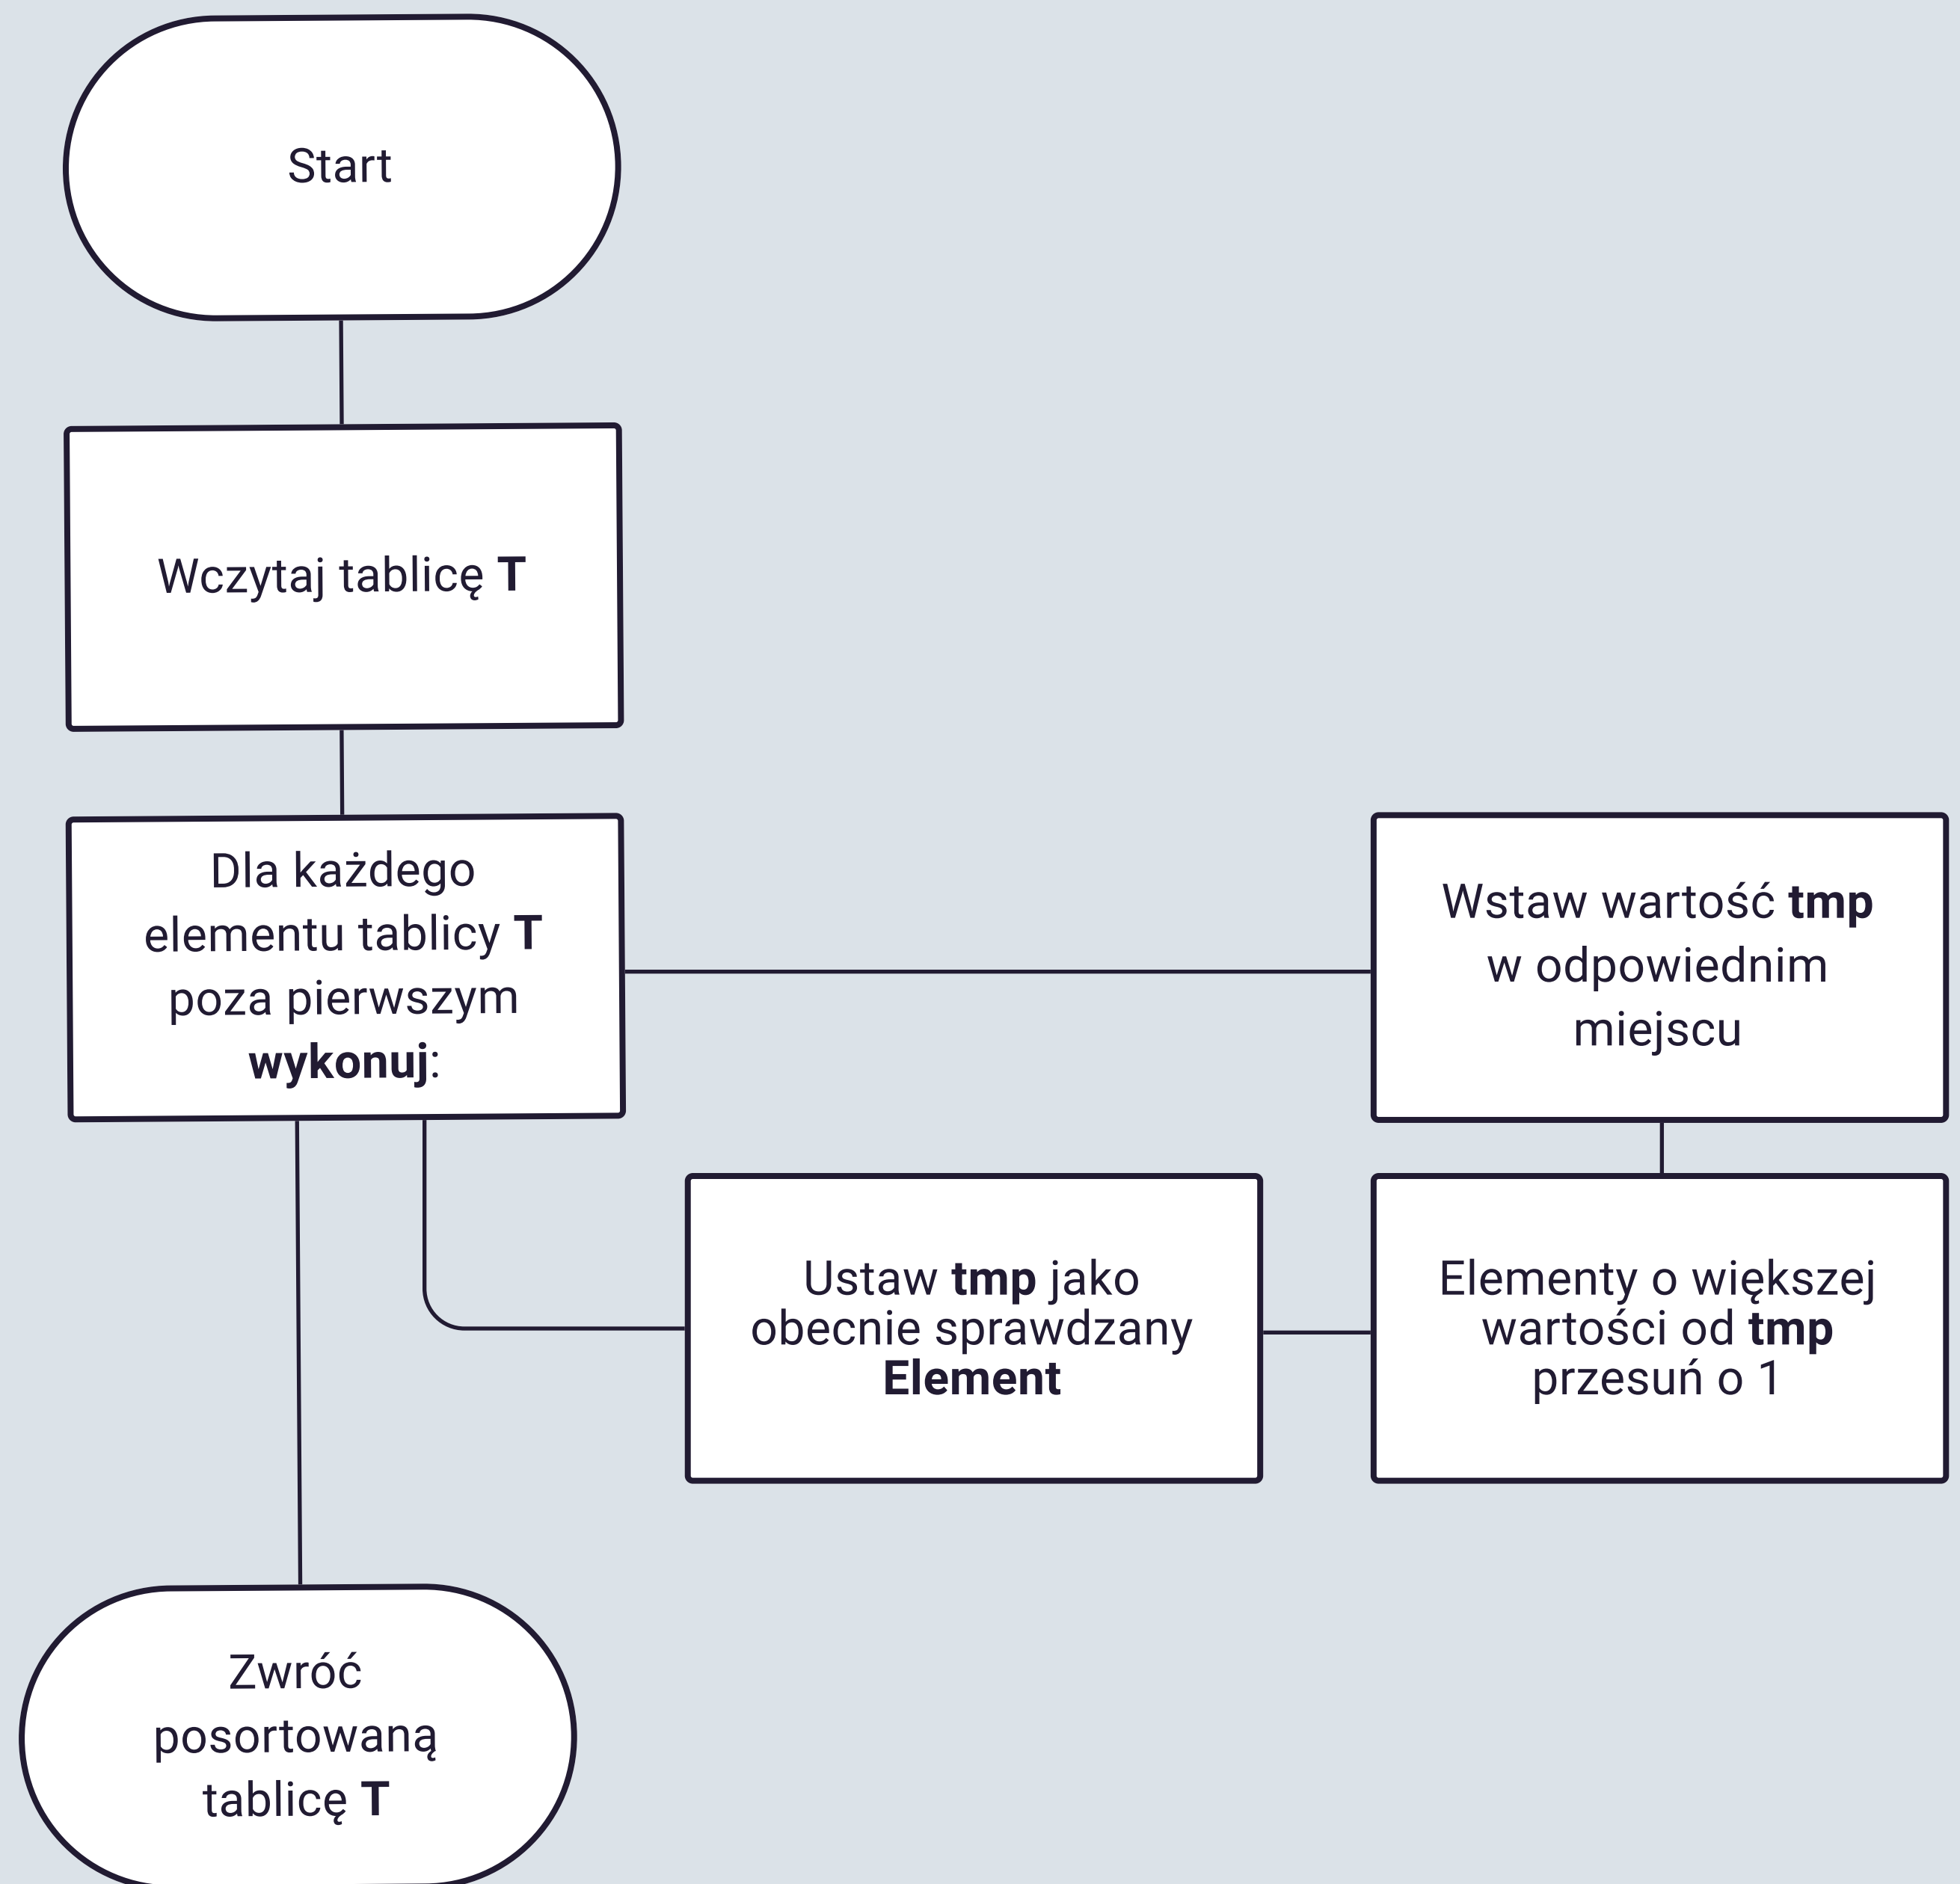 Start
Wczytaj tablicę T
Dla każdego
elementu tablicy T
poza pierwszym
wykonuj:
Ustaw tmp jako
obecnie sprawdzany
Element
Elementy o większej
wartości od tmp
przesuń o 1
Wstaw wartość tmp
w odpowiednim
miejscu
Zwróć
posortowaną
tablicę T